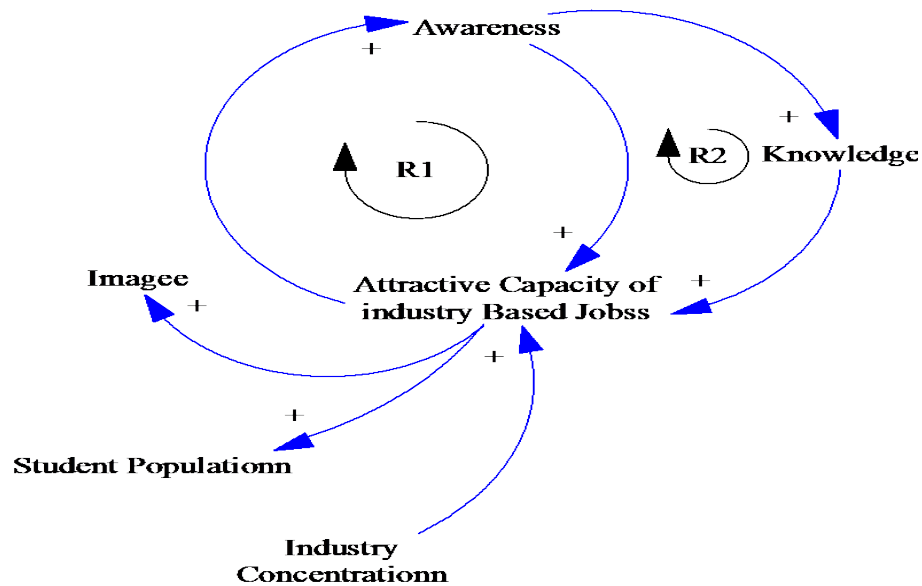 Awareness
+
+
R1
R2
Knowledge
+
+
Imagee
+
Attractive Capacity of
industry Based Jobss
+
+
Student Populationn
Industry
Concentrationn